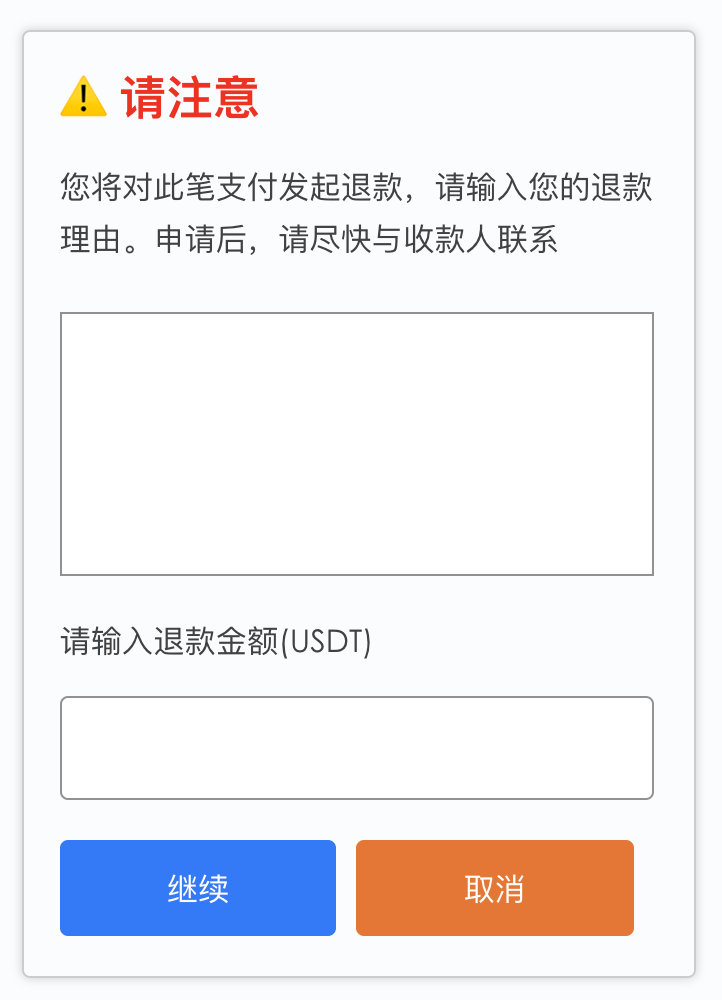 ⚠️ 请注意
您将对此笔支付发起退款，请输入您的退款
理由。申请后，请尽快与收款人联系
请输入退款金额(USDT)
继续
取消